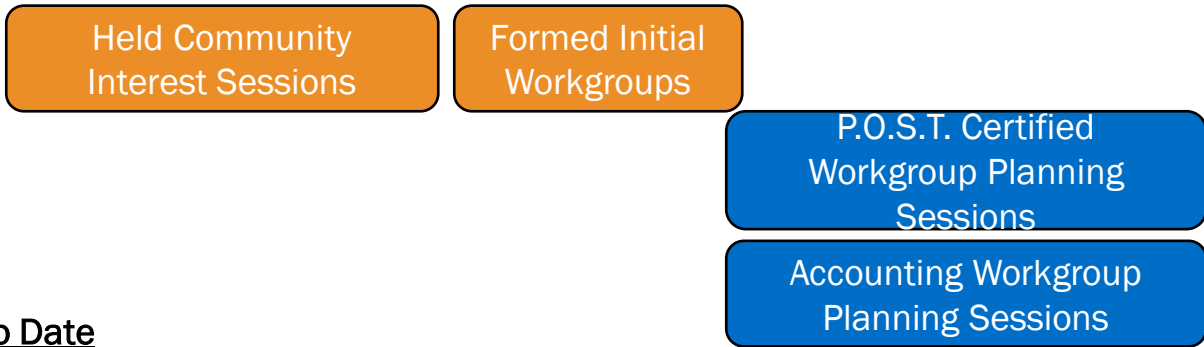 Held Community
Interest Sessions
Formed Initial
Workgroups
P.O.S.T. Certified
Workgroup Planning
Sessions
Accounting Workgroup
Planning Sessions
Date